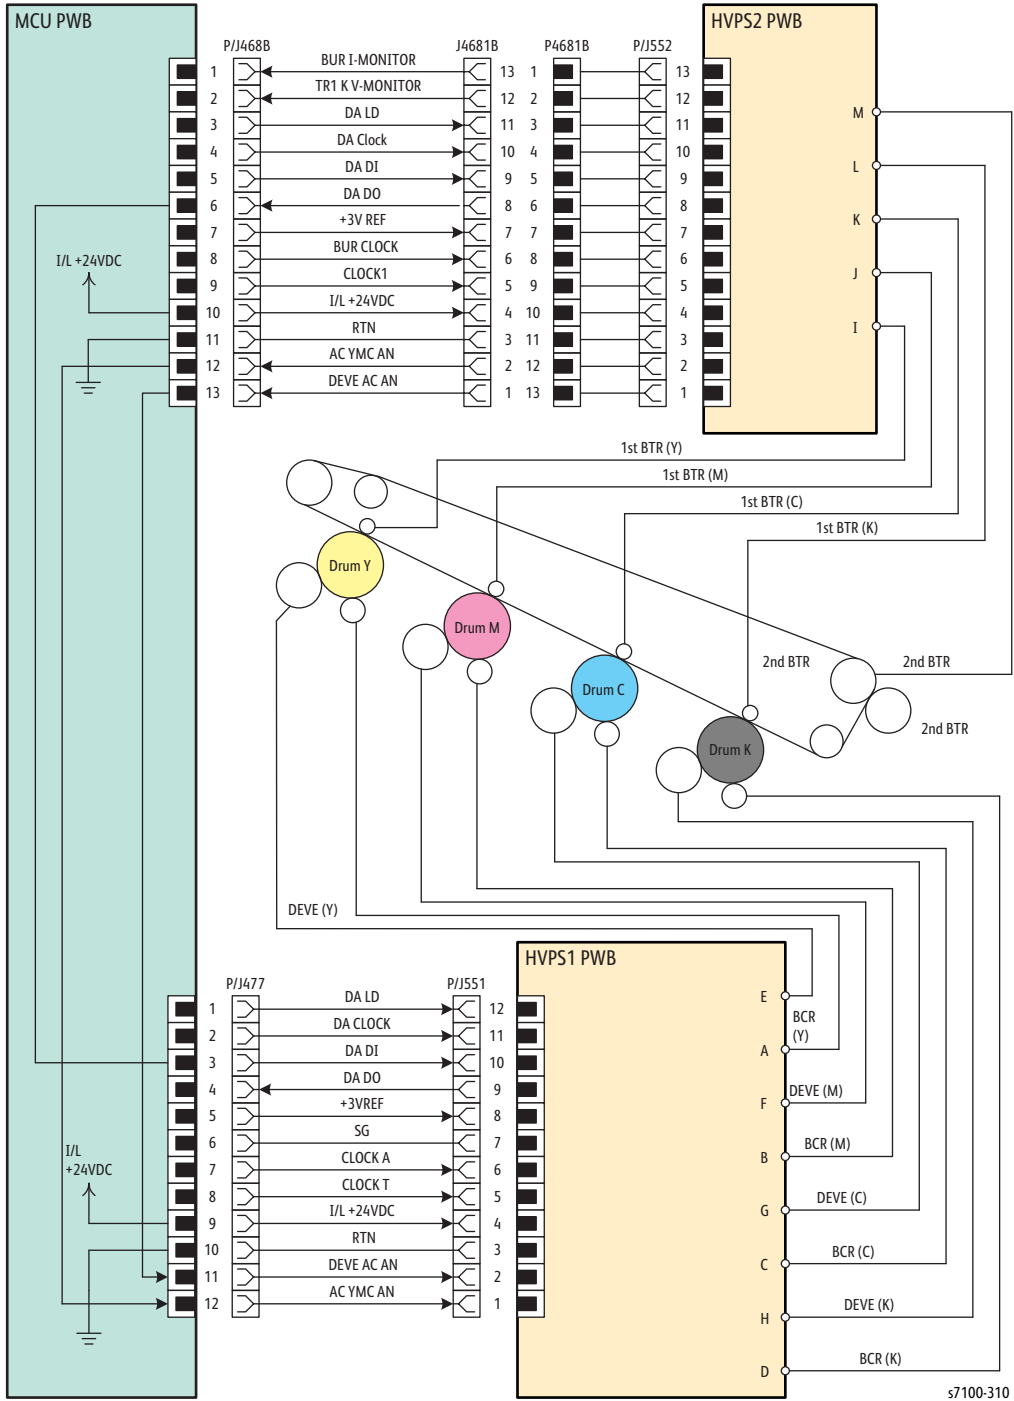 MCU PWB
HVPS2 PWB
P/J468B
J4681B
P4681B
P/J552
1 BUR I-MONITOR 13 1 13
2 TR1 K V-MONITOR 12 2 12
3 DA LD 11 3 11
4 DA Clock 10 4 10
5 DA DI 9 5 9
6 DA DO 8 6 8
7 +3V REF 7 7 7
8 BUR CLOCK 6 8 6
9 CLOCK1 5 9 5
10 I/L +24VDC 4 10 4
11 RTN 3 11 3
12 AC YMC AN 2 12 2
13 DEVE AC AN 1 13 1
I/L +24VDC
M
L
K
J
I
1st BTR (Y)
1st BTR (M)
1st BTR (C)
1st BTR (K)
Drum Y
Drum M
Drum C
Drum K
2nd BTR
2nd BTR
2nd BTR
DEVE (Y)
HVPS1 PWB
P/J477
P/J551
1 DA LD 12
2 DA CLOCK 11
3 DA DI 10
4 DA DO 9
5 +3VREF 8
6 SG 7
7 CLOCK A 6
8 CLOCK T 5
9 I/L +24VDC 4
10 RTN 3
11 DEVE AC AN 2
12 AC YMC AN 1
I/L
+24VDC
E
BCR
(Y)
A
F DEVE (M)
B BCR (M)
G DEVE (C)
C BCR (C)
H DEVE (K)
D BCR (K)
s7100-310